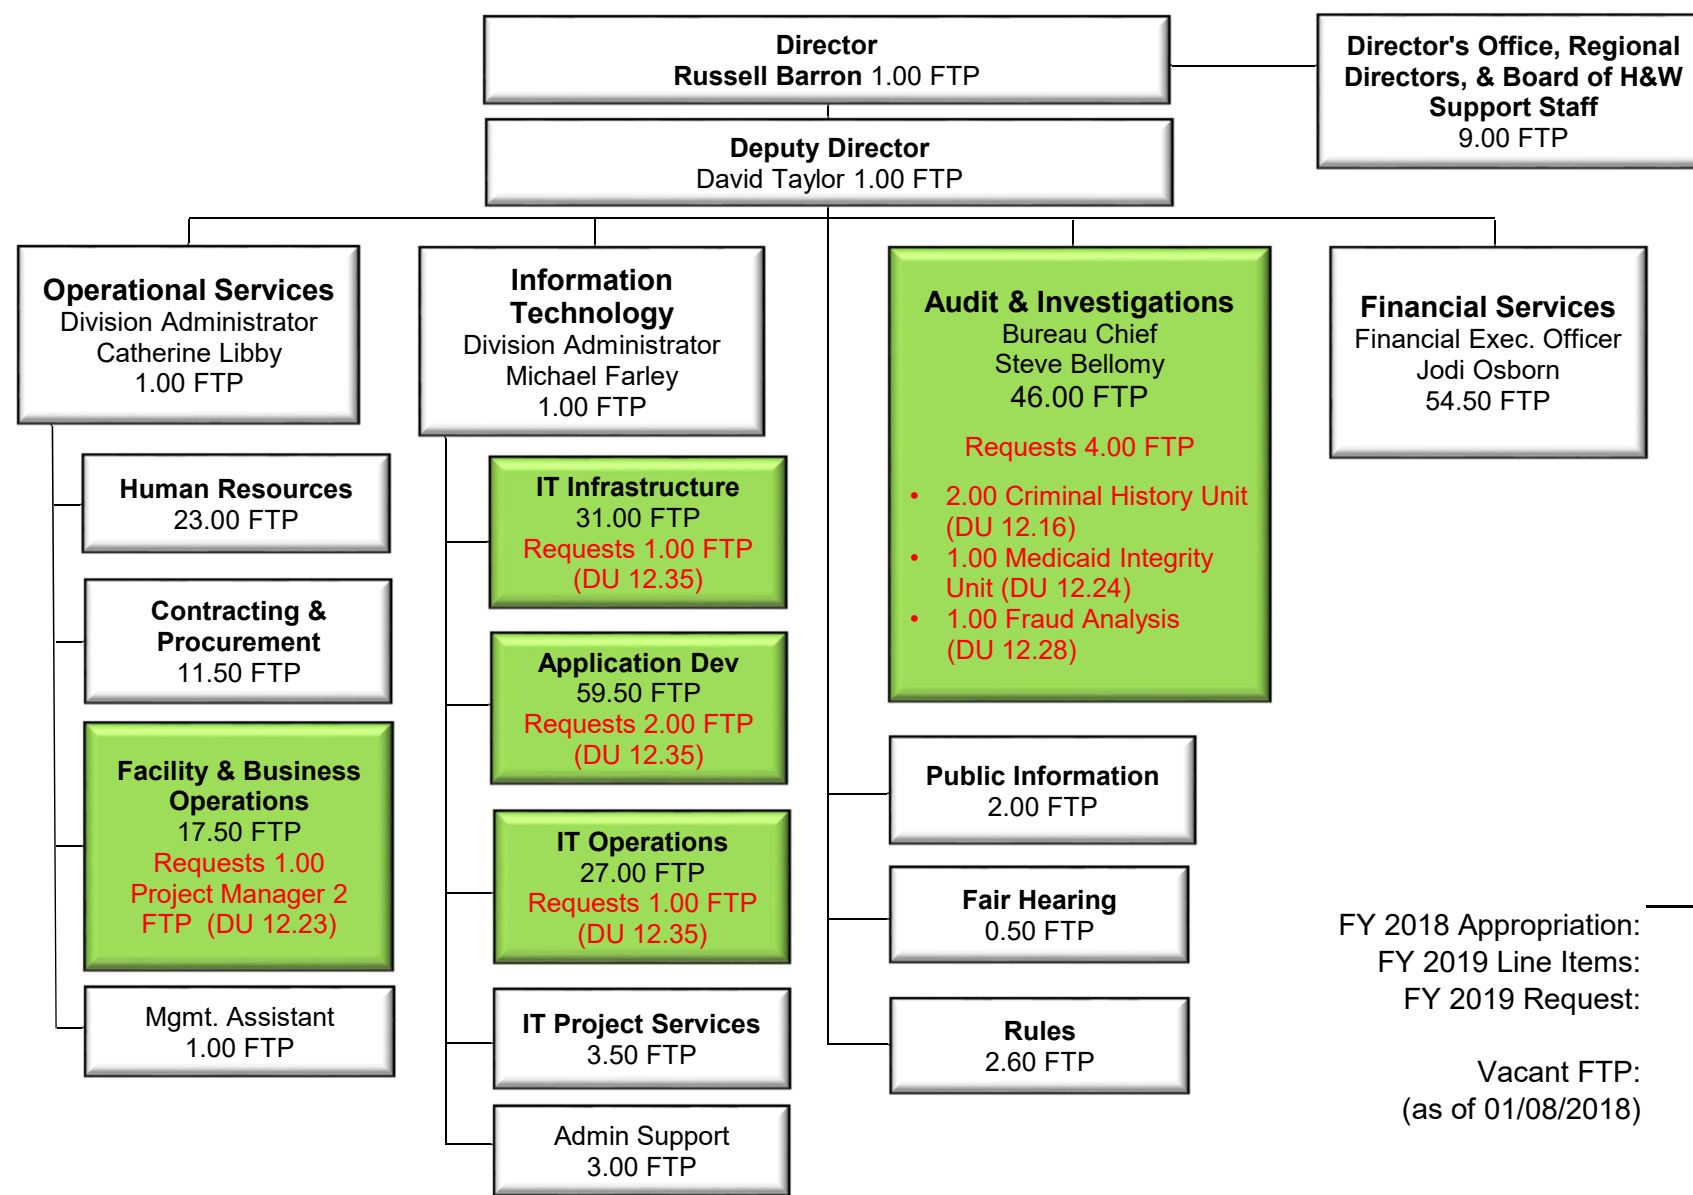 Director
Russell Barron 1.00 FTP
Director's Office, Regional
Directors, & Board of H&W
Support Staff
9.00 FTP
Deputy Director
David Taylor 1.00 FTP
Operational Services
Division Administrator
Catherine Libby
1.00 FTP
Human Resources
23.00 FTP
Contracting &
Procurement
11.50 FTP
Facility & Business
Operations
17.50 FTP
Requests 1.00
Project Manager 2
FTP (DU 12.23)
Mgmt. Assistant
1.00 FTP
Information
Technology
Division Administrator
Michael Farley
1.00 FTP
IT Infrastructure
31.00 FTP
Requests 1.00 FTP
(DU 12.35)
Application Dev
59.50 FTP
Requests 2.00 FTP
(DU 12.35)
IT Operations
27.00 FTP
Requests 1.00 FTP
(DU 12.35)
IT Project Services
3.50 FTP
Admin Support
3.00 FTP
Audit & Investigations
Bureau Chief
Steve Bellomy
46.00 FTP
Requests 4.00 FTP
• 2.00 Criminal History Unit
(DU 12.16)
• 1.00 Medicaid Integrity
Unit (DU 12.24)
• 1.00 Fraud Analysis
(DU 12.28)
Public Information
2.00 FTP
Fair Hearing
0.50 FTP
Rules
2.60 FTP
Financial Services
Financial Exec. Officer
Jodi Osborn
54.50 FTP
FY 2018 Appropriation:
FY 2019 Line Items:
FY 2019 Request:
Vacant FTP:
(as of 01/08/2018)